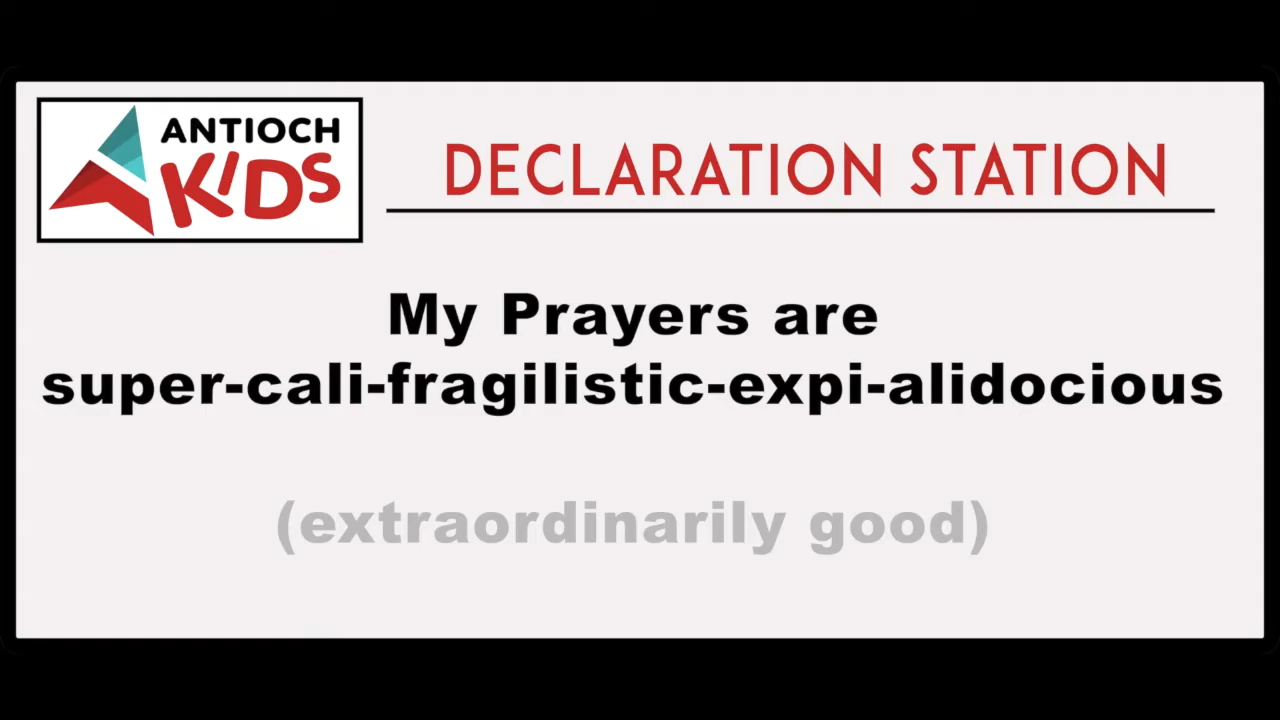 ANTIOCH
KIDS
DECLARATION STATION
My Prayers are
super-cali-fragilistic-expi-alidocious
(extraordinarily good)